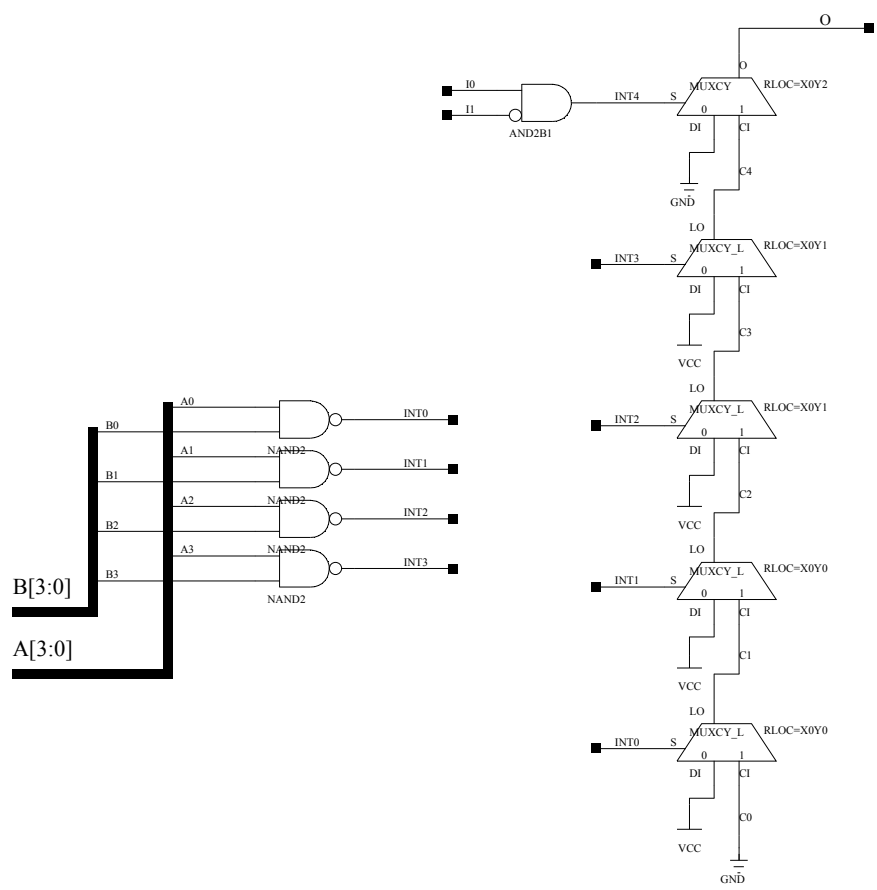 O
O
I0
MUXCY
RLOC=X0Y2
INT4
S
I1
0 1
AND2B1
DI
CI
C4
GND
LO
MUXCY_L
RLOC=X0Y1
INT3
S
0 1
DI
CI
C3
VCC
LO
A0
MUXCY_L
RLOC=X0Y1
B0
INT0
INT2
S
0 1
NAND2
A1
DI
CI
B1
INT1
C2
NAND2
A2
INT2
VCC
B2
NAND2
A3
LO
INT3
MUXCY_L
RLOC=X0Y0
B3
INT1
S
B[3:0]
NAND2
0 1
DI
CI
A[3:0]
C1
VCC
LO
MUXCY_L
RLOC=X0Y0
INT0
S
0 1
DI
CI
C0
VCC
GND